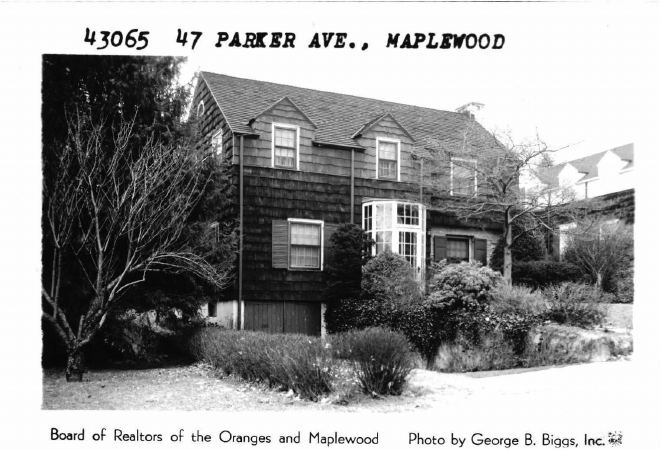 43065 47 PARKER AVE., MAPLEWOOD
Board of Realtors of the Oranges and Maplewood Photo by George B. Biggs, Inc.